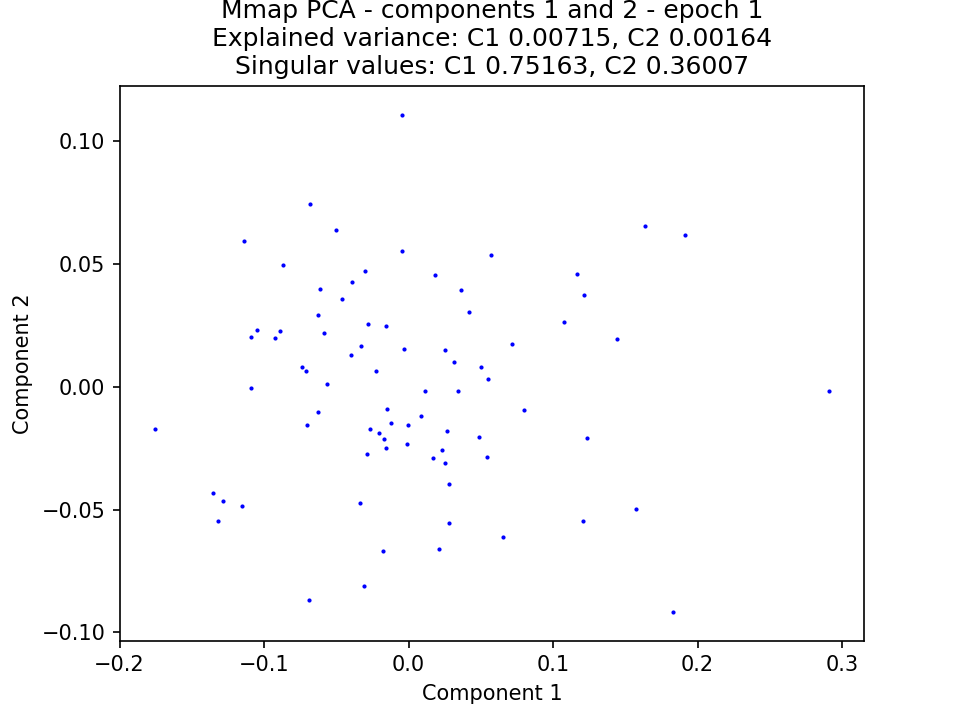 Mmap PCA - components 1 and 2 - epoch 1
Explained variance: C1 0.00715, C2 0.00164
Singular values: C1 0.75163, C2 0.36007
0.10
0.05
0.00
−0.05
−0.10
Component 2
−0.2
−0.1
0.0
0.1
0.2
0.3
Component 1